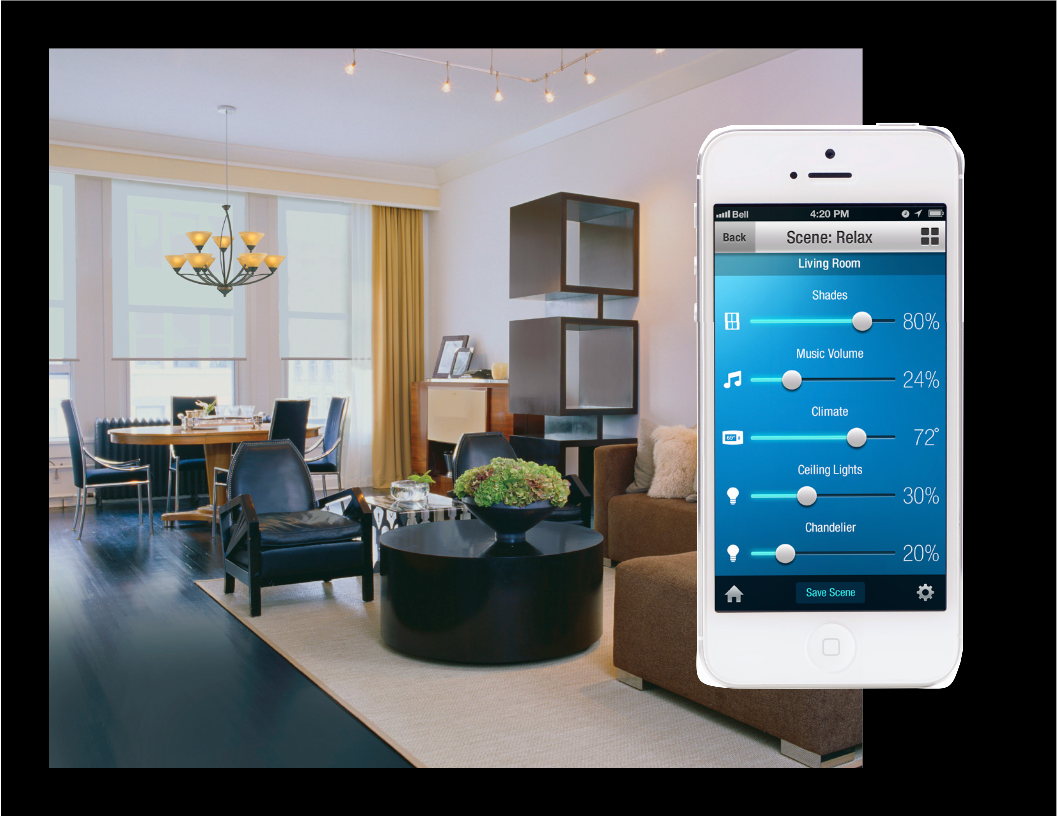 Bell 4:20 PM
Back Scene: Relax
Living Room
Shades
80%
Music Volume
24%
Climate
72°
Ceiling Lights
30%
Chandelier
20%
Save Scene